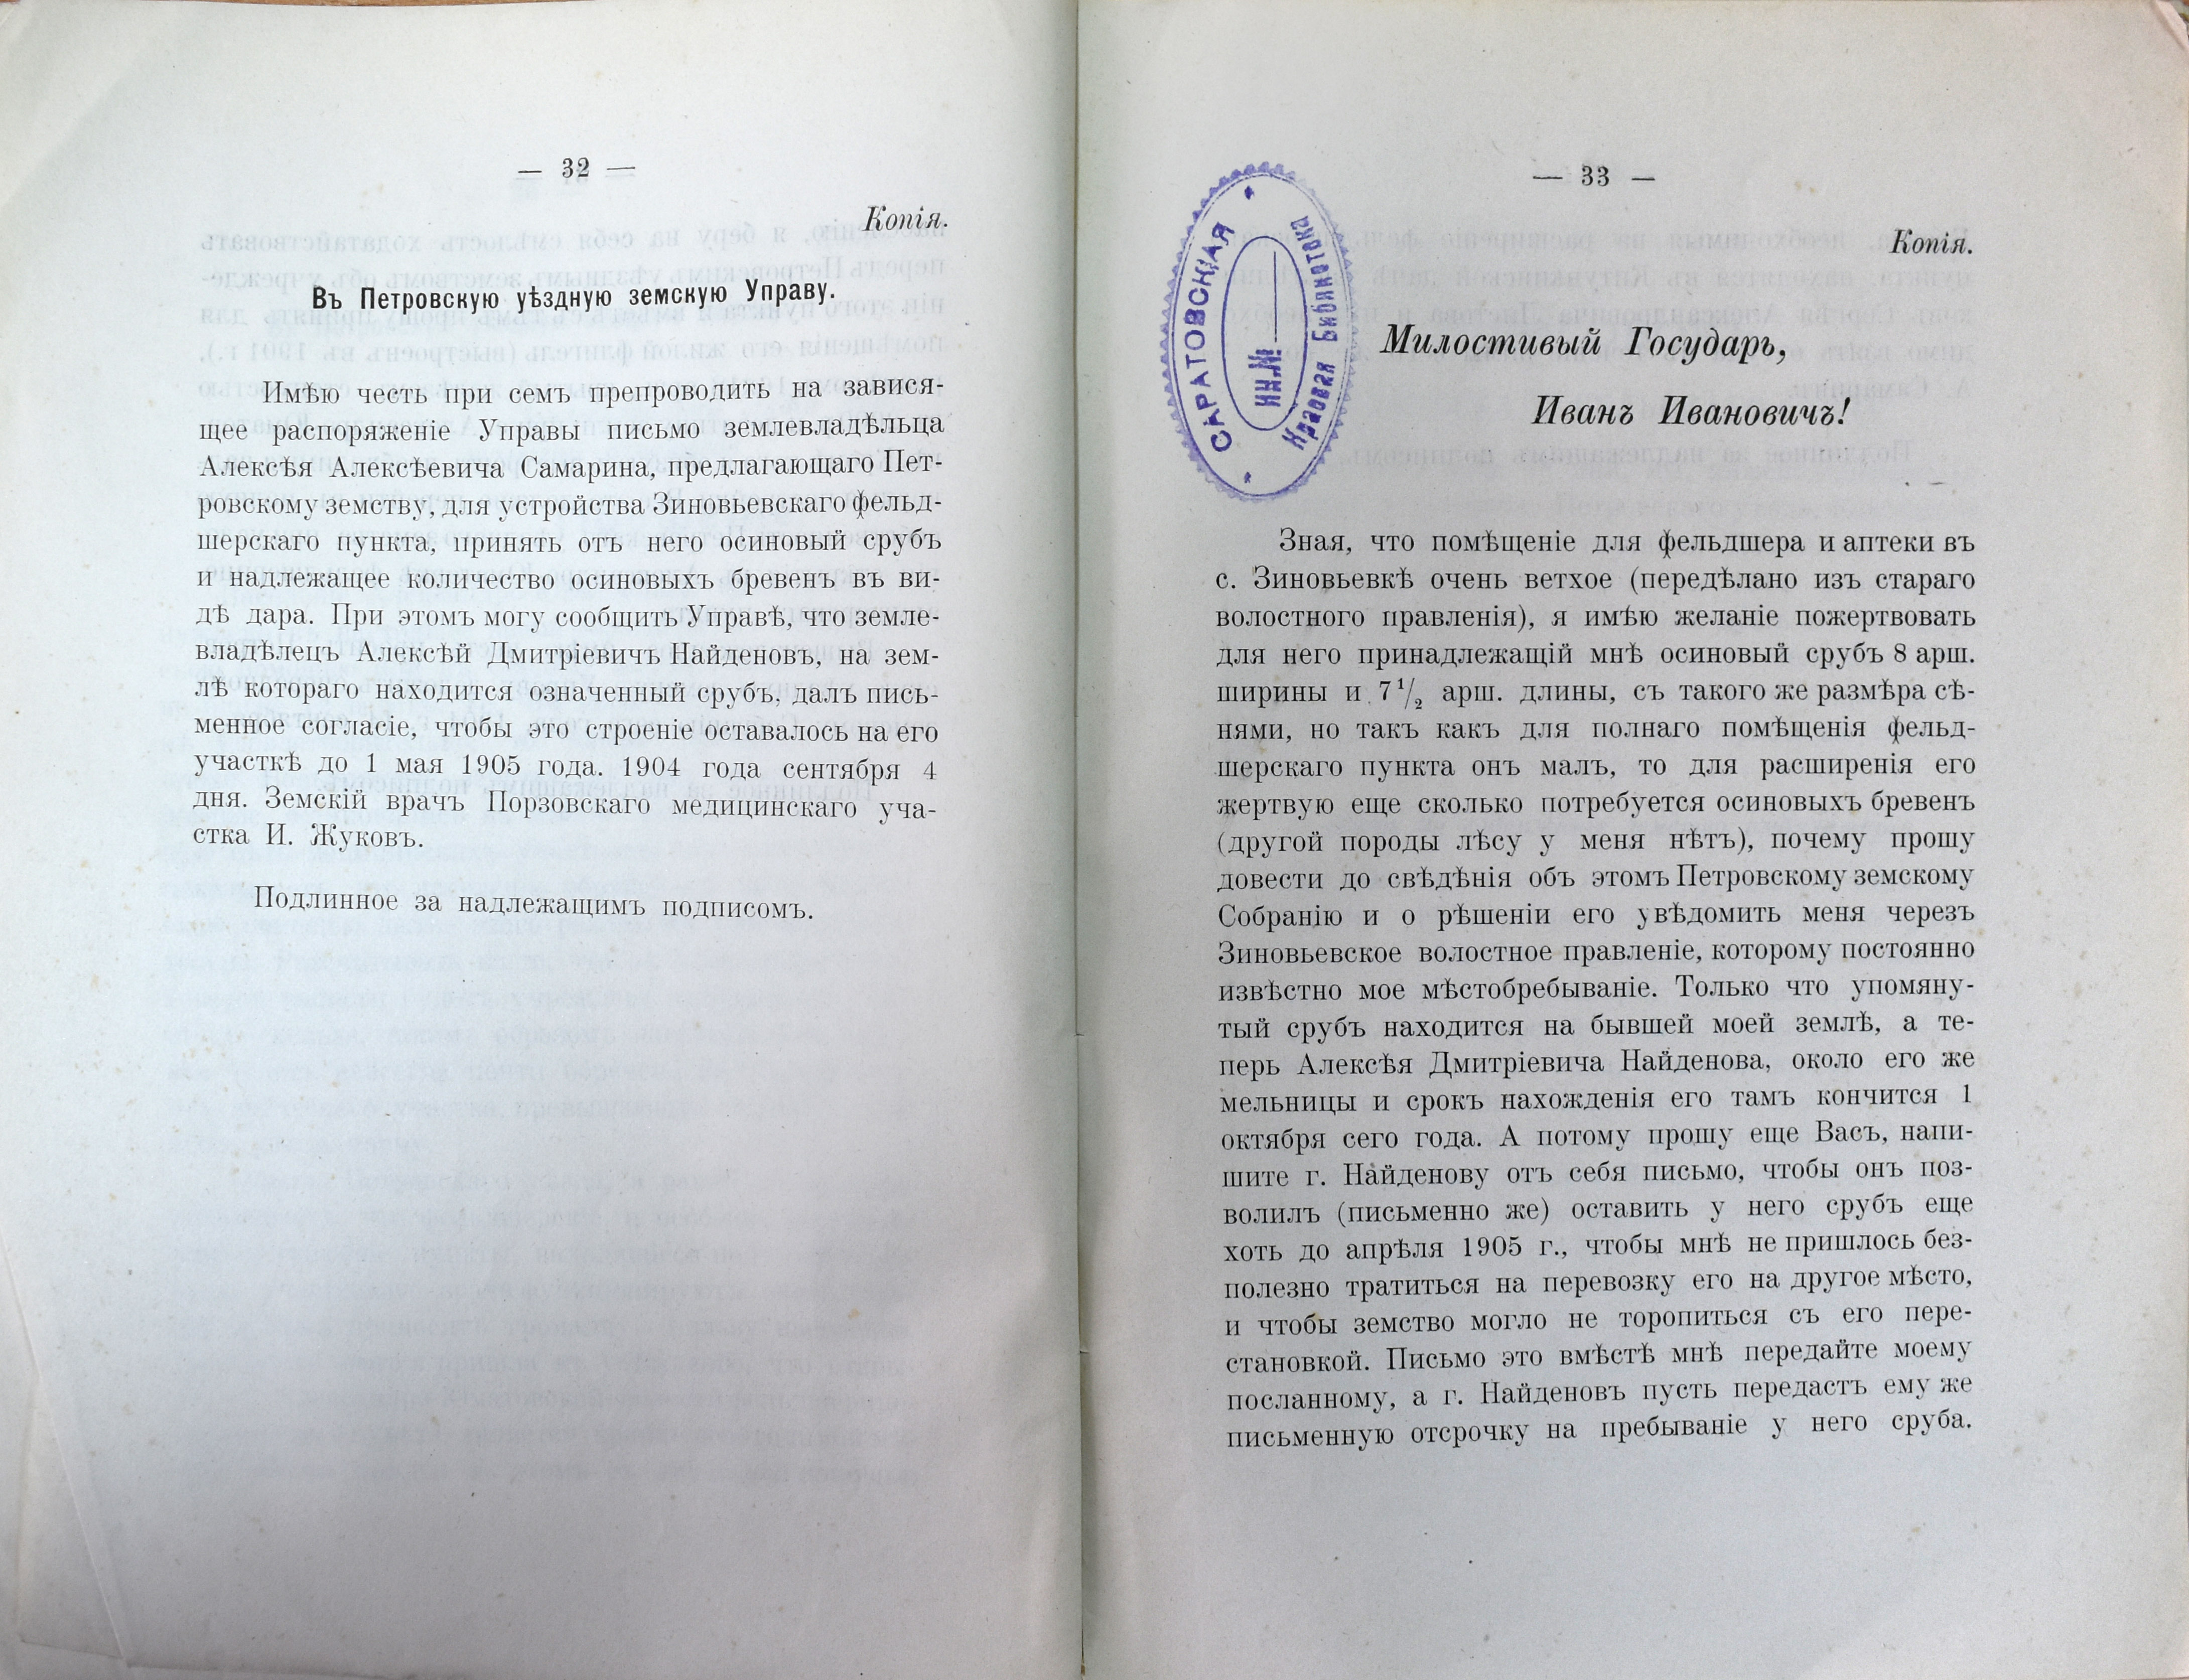 — 32 —
Копія.
Въ Петровскую уѣздную земскую Управу.
Имѣю честь при семъ препроводить на завися-
щее распоряженіе Управы письмо землевладѣльца
Алексѣя Алексѣевича Самарина, предлагающаго Пет-
ровскому земству, для устройства Зиновьевскаго фельд-
шерскаго пункта, принять отъ него осиновый срубъ
и надлежащее количество осиновыхъ бревенъ въ ви-
дѣ дара. При этомъ могу сообщить Управѣ, что земле-
владѣлецъ Алексѣй Дмитріевичъ Найденовъ, на зем-
лѣ котораго находится означенный срубъ, далъ пись-
менное согласіе, чтобы это строеніе оставалось на его
участкѣ до 1 мая 1905 года. 1904 года сентября 4
дня. Земскій врачъ Порзовскаго медицинскаго уча-
стка И. Жуковъ.
Подлинное за надлежащимъ подписомъ.
— 33 —
Копія.
САРАТОВСКАЯ
ИН.№
Краевая Библиотека
Милостивый Государь,
Иванъ Ивановичъ!
Зная, что помѣщеніе для фельдшера и аптеки въ
с. Зиновьевкѣ очень ветхое (передѣлано изъ стараго
волостного правленія), я имѣю желаніе пожертвовать
для него принадлежащій мнѣ осиновый срубъ 8 арш.
ширины и 7 1/2 арш. длины, съ такого же размѣра сѣ-
нями, но такъ какъ для полнаго помѣщенія фельд-
шерскаго пункта онъ малъ, то для расширенія его
жертвую еще сколько потребуется осиновыхъ бревенъ
(другой породы лѣсу у меня нѣтъ), почему прошу
довести до свѣдѣнія объ этомъ Петровскому земскому
Собранію и о рѣшеніи его увѣдомить меня черезъ
Зиновьевское волостное правленіе, которому постоянно
извѣстно мое мѣстобребываніе. Только что упомяну-
тый срубъ находится на бывшей моей землѣ, а те-
перь Алексѣя Дмитріевича Найденова, около его же
мельницы и срокъ нахожденія его тамъ кончится 1
октября сего года. А потому прошу еще Васъ, напи-
шите г. Найденову отъ себя письмо, чтобы онъ поз-
волилъ (письменно же) оставить у него срубъ еще
хоть до апрѣля 1905 г., чтобы мнѣ не пришлось без-
полезно тратиться на перевозку его на другое мѣсто,
и чтобы земство могло не торопиться съ его пере-
становкой. Письмо это вмѣстѣ мнѣ передайте моему
посланному, а г. Найденовъ пусть передастъ ему же
письменную отсрочку на пребываніе у него сруба.